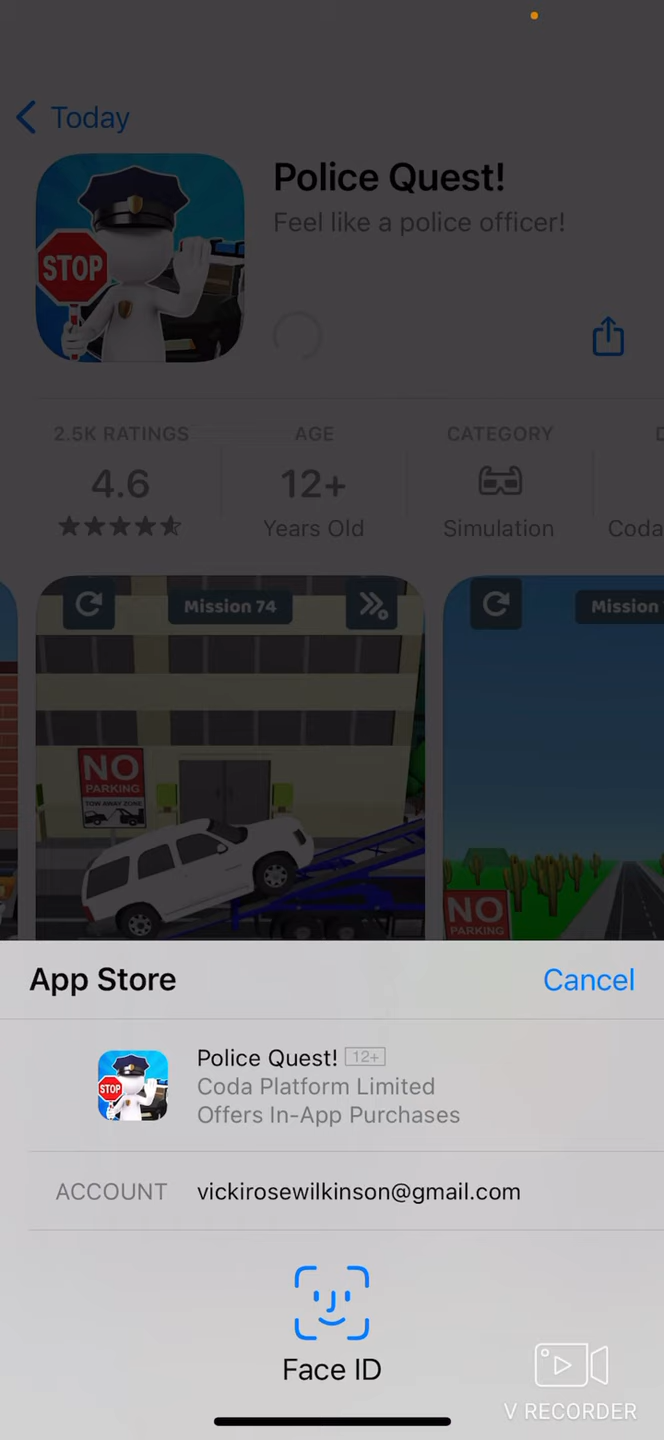 Today
Police Quest!
Feel like a police officer!
STOP
2.5K RATINGS
AGE
CATEGORY
4.6
12+
Years Old
Simulation
Coda
Mission 74
Mission
NO
PARKING
TOW AWAY ZONE
NO
PARKING
App Store
Cancel
Police Quest! 12+
STOP
Coda Platform Limited
Offers In-App Purchases
ACCOUNT
vickirosewilkinson@gmail.com
Face ID
V RECORDER